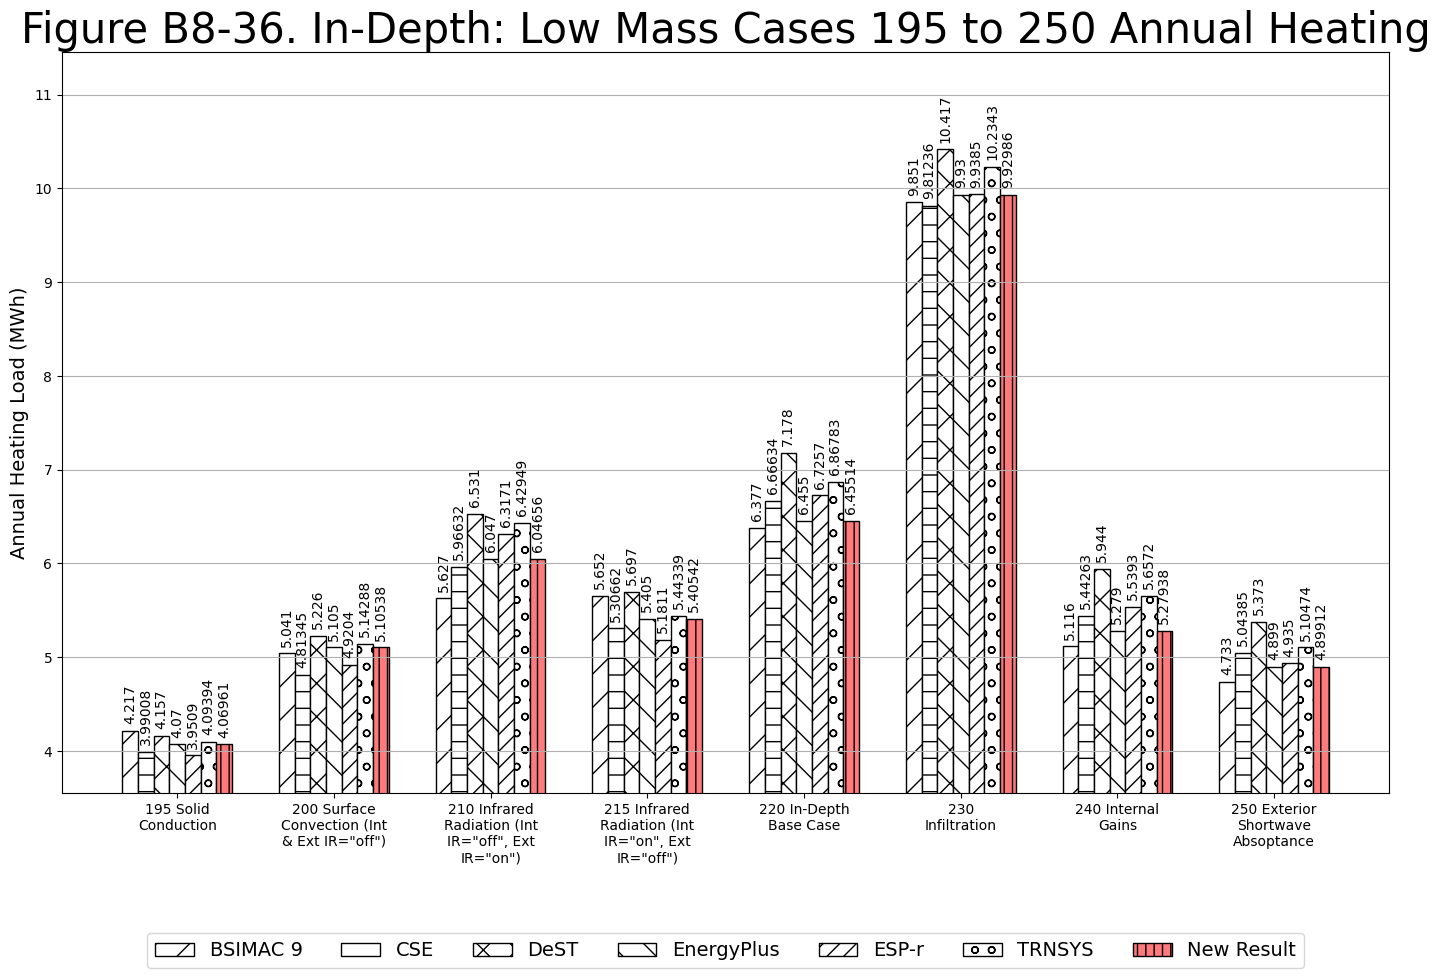 Figure B8-36. In-Depth: Low Mass Cases 195 to 250 Annual Heating
Annual Heating Load (MWh)
11
10
9
8
7
6
5
4
4.217
3.99008
4.157
4.07
3.9509
4.09394
4.06961
5.041
4.81345
5.226
5.105
4.9204
5.14288
5.10538
5.627
5.96632
6.531
6.047
6.3171
6.42949
6.04656
5.652
5.30662
5.697
5.405
5.1811
5.44339
5.40542
6.377
6.66634
7.178
6.455
6.7257
6.86783
6.45514
9.851
9.81236
10.417
9.93
9.9385
10.2343
9.92986
5.116
5.44263
5.944
5.279
5.5393
5.6572
5.27938
4.733
5.04385
5.373
4.899
4.935
5.10474
4.89912
195 Solid
Conduction
200 Surface
Convection (Int
& Ext IR="off")
210 Infrared
Radiation (Int
IR="off", Ext
IR="on")
215 Infrared
Radiation (Int
IR="on", Ext
IR="off")
220 In-Depth
Base Case
230
Infiltration
240 Internal
Gains
250 Exterior
Shortwave
Absoptance
BSIMAC 9
CSE
DeST
EnergyPlus
ESP-r
TRNSYS
New Result